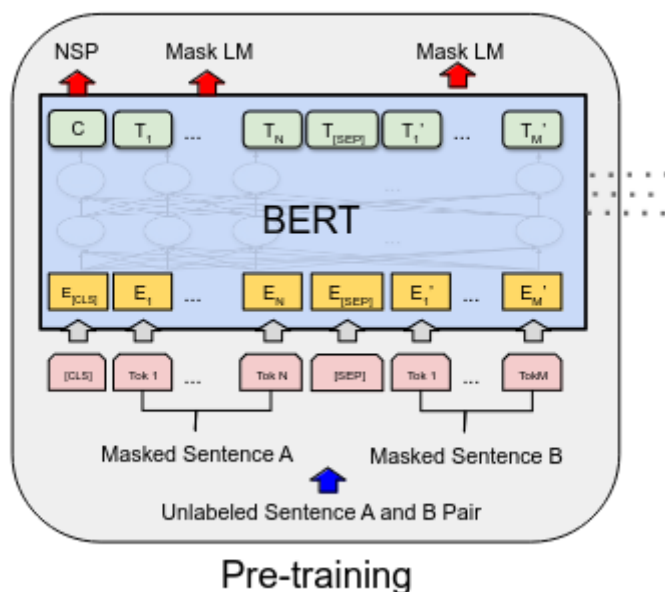 NSP Mask LM Mask LM
C T1 ... TN T[SEP] T1' ... TM'
...
BERT
...
E[CLS] E1 ... EN E[SEP] E1' ... EM'
[CLS] Tok 1 ... Tok N [SEP] Tok 1 ... TokM
Masked Sentence A Masked Sentence B
Unlabeled Sentence A and B Pair
Pre-training